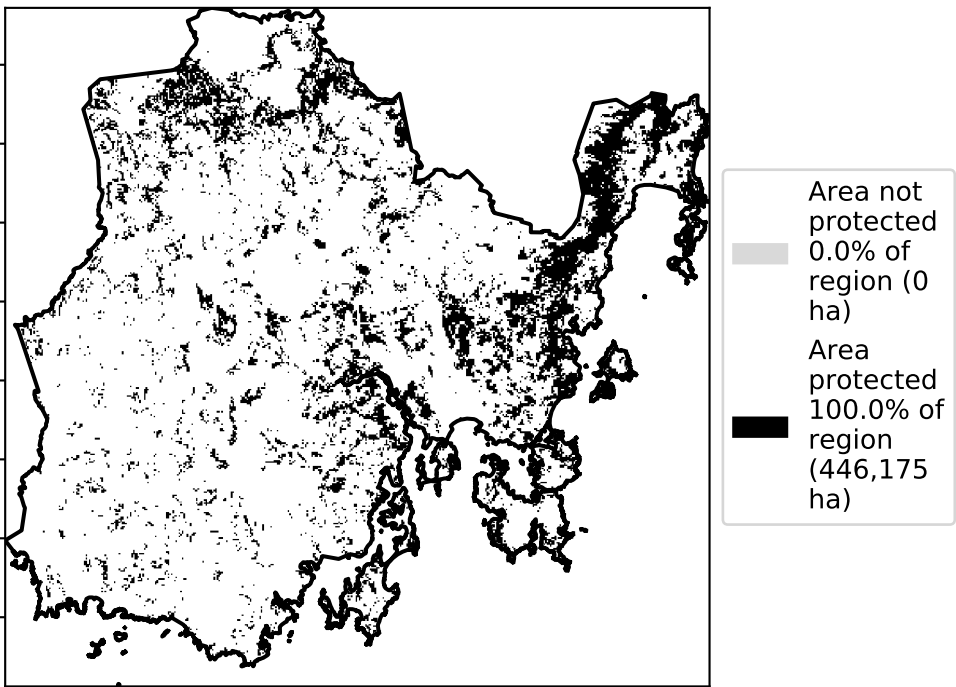 Area not
protected
0.0% of
region (0
ha)
Area
protected
100.0% of
region
(446,175
ha)